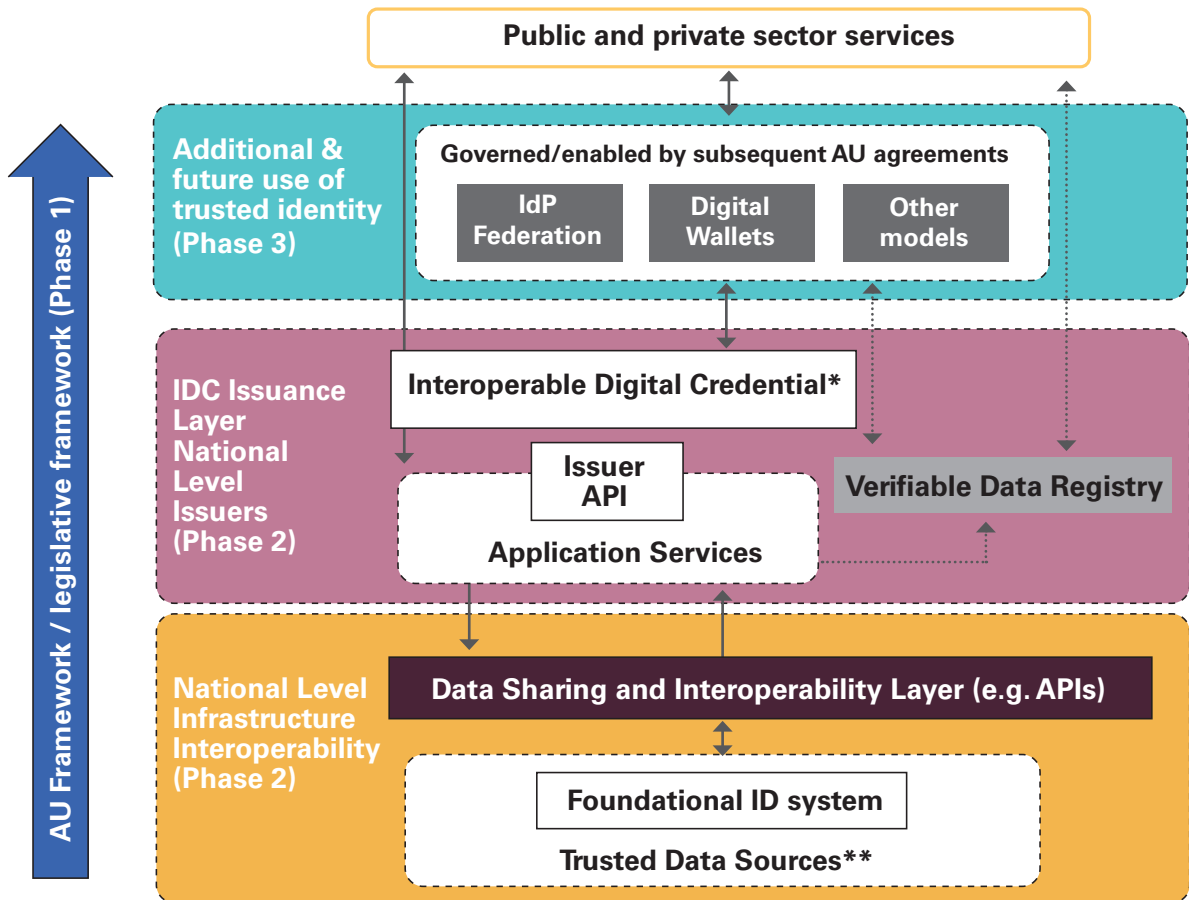 Public and private sector services
AU Framework / legislative framework (Phase 1)
Additional &
future use of
trusted identity
(Phase 3)
Governed/enabled by subsequent AU agreements
IdP
Federation
Digital
Wallets
Other
models
IDC Issuance
Layer
National
Level
Issuers
(Phase 2)
Interoperable Digital Credential*
Issuer
API
Application Services
Verifiable Data Registry
National Level
Infrastructure
Interoperability
(Phase 2)
Data Sharing and Interoperability Layer (e.g. APIs)
Foundational ID system
Trusted Data Sources**